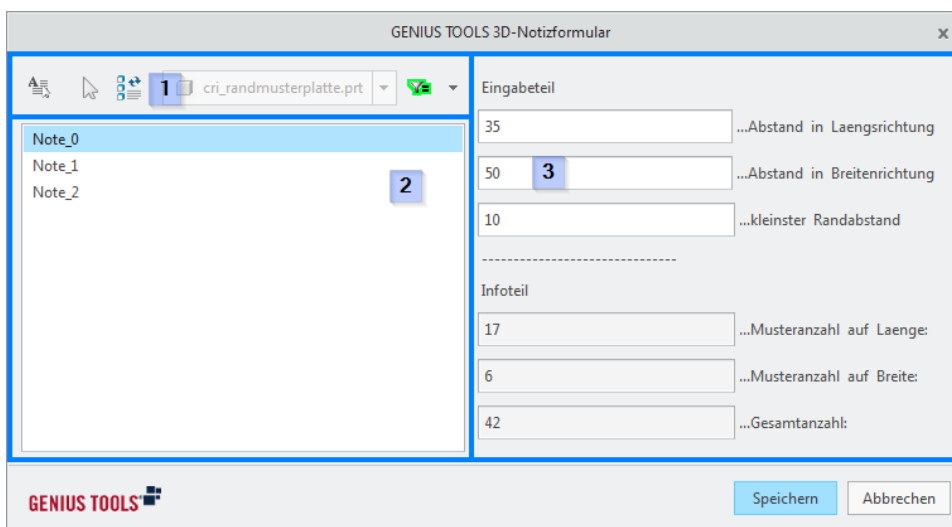 GENIUS TOOLS 3D-Notizformular
1
cri_randmusterplatte.prt
Note_0
Note_1
Note_2
2
Eingabeteil
35 ...Abstand in Laengsrichtung
50 3 ...Abstand in Breitenrichtung
10 ...kleinster Randabstand
-------------------------------
Infoteil
17 ...Musteranzahl auf Laenge:
6 ...Musteranzahl auf Breite:
42 ...Gesamtanzahl:
GENIUS TOOLS
Speichern Abbrechen